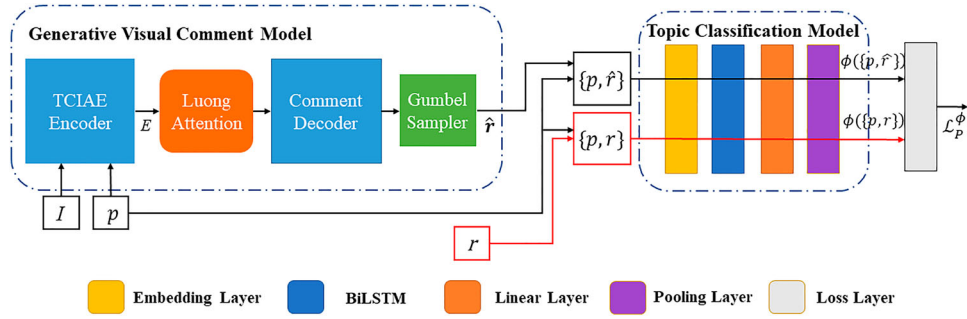 Generative Visual Comment Model
Topic Classification Model
TCIAE
Encoder
E
Luong
Attention
Comment
Decoder
Gumbel
Sampler
r̂
{p, r̂}
{p, r}
ϕ({p, r̂})
ϕ({p, r})
ℒ_P^ϕ
I
p
r
Embedding Layer
BiLSTM
Linear Layer
Pooling Layer
Loss Layer